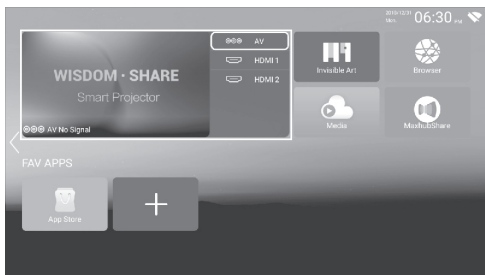 2019/12/31
Mon.
06:30 PM
AV
HDMI 1
HDMI 2
WISDOM · SHARE
Smart Projector
AV No Signal
Invisible Art
Browser
Media
MaxhubShare
FAV APPS
App Store